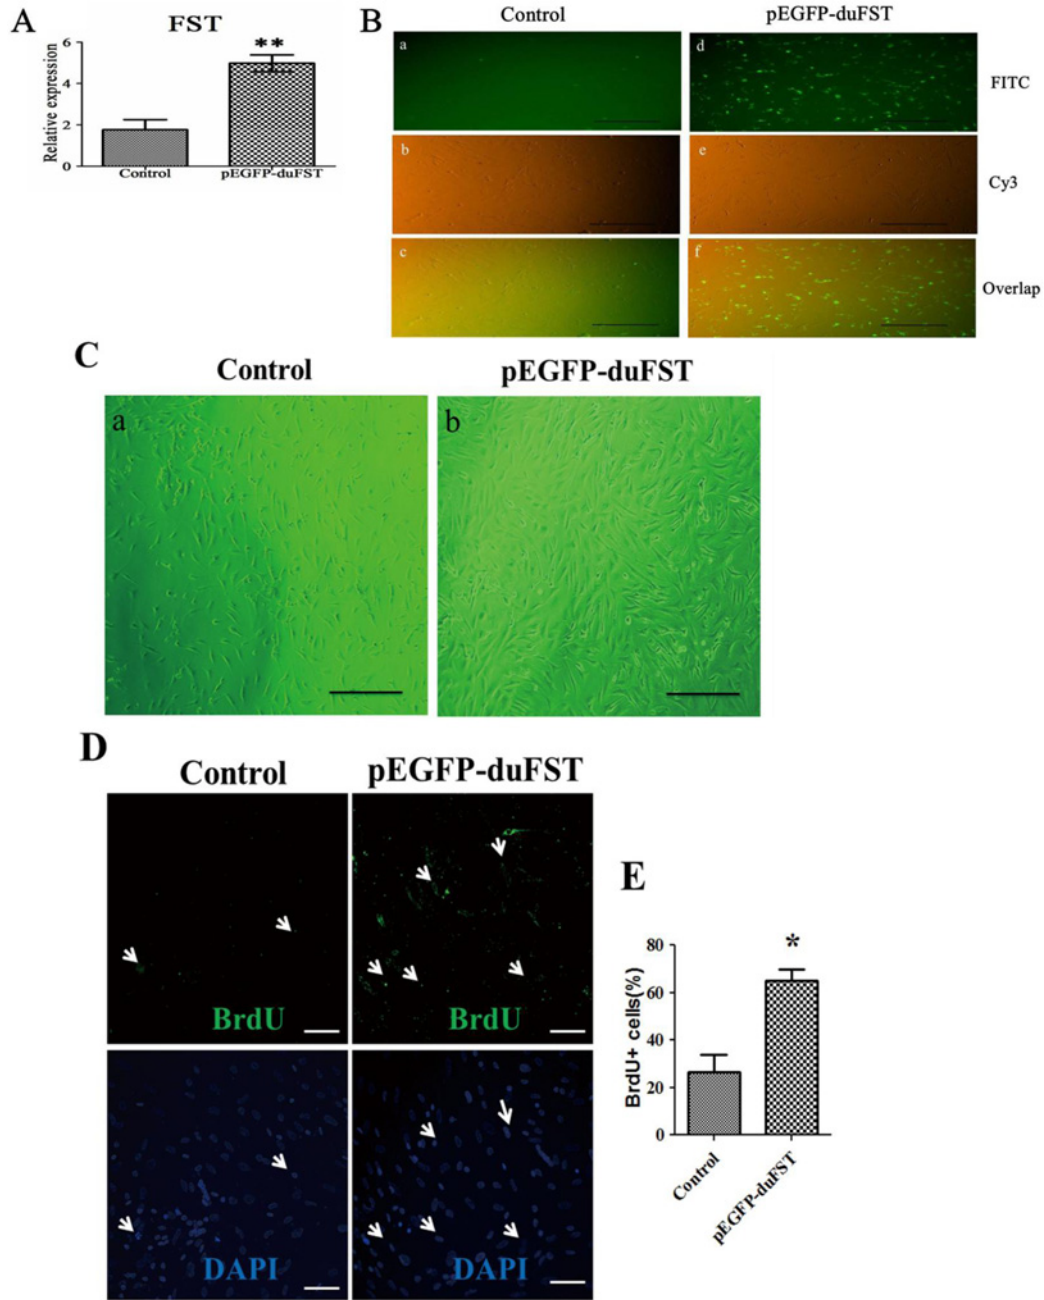 A
FST
**
Relative expression
6
4
2
0
Control
pEGFP-duFST
B
Control
pEGFP-duFST
a
d
FITC
b
e
Cy3
c
f
Overlap
C
Control
pEGFP-duFST
a
b
D
Control
pEGFP-duFST
BrdU
BrdU
DAPI
DAPI
E
*
BrdU+ cells(%)
80
60
40
20
0
Control
pEGFP-duFST